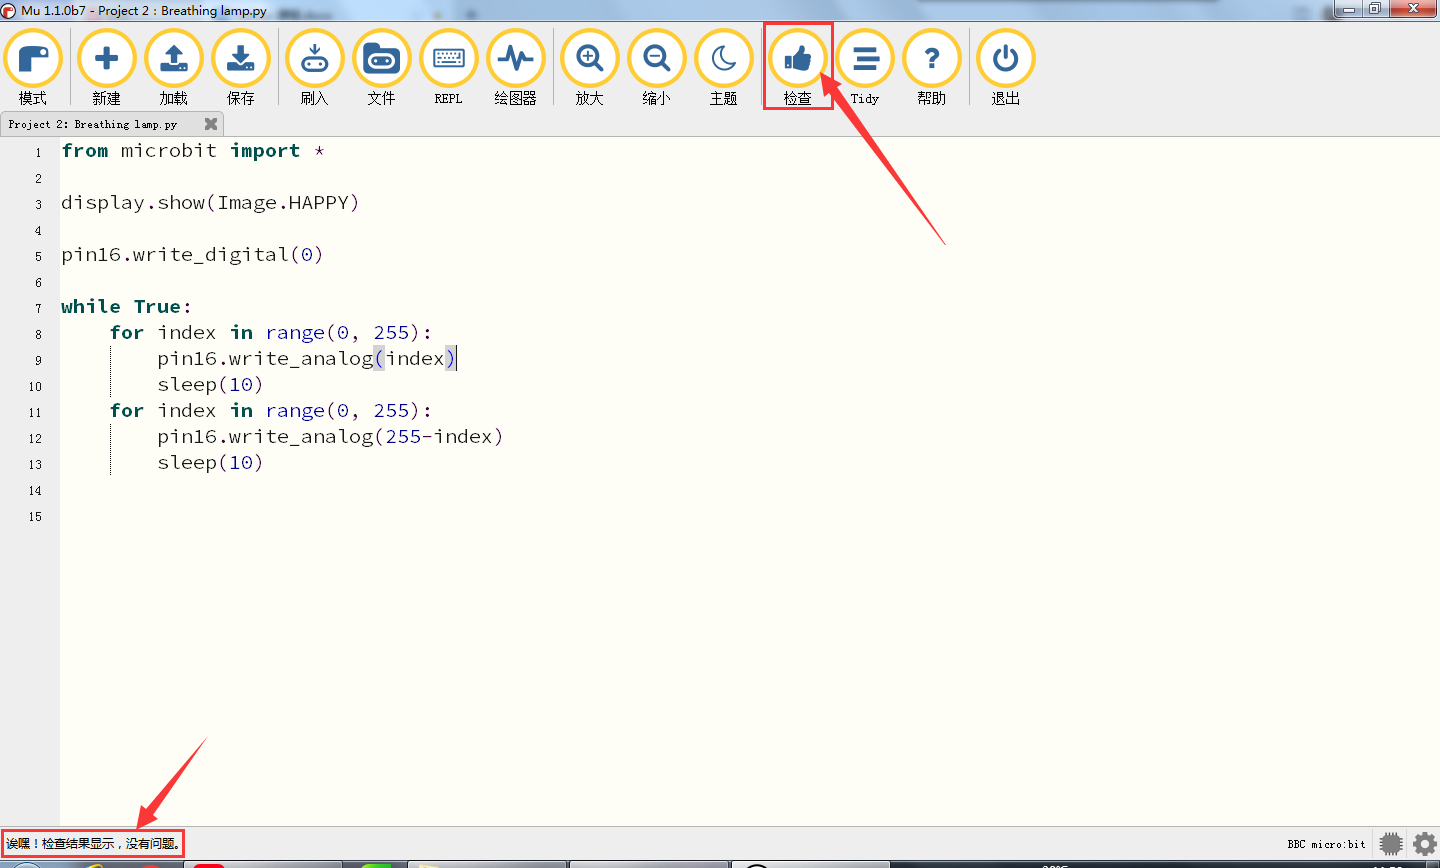 Mu 1.1.0b7 - Project 2：Breathing lamp.py
模式 新建 加载 保存 刷入 文件 REPL 绘图器 放大 缩小 主题 检查 Tidy 帮助 退出
Project 2: Breathing lamp.py
1 from microbit import *
2
3 display.show(Image.HAPPY)
4
5 pin16.write_digital(0)
6
7 while True:
8 for index in range(0, 255):
9 pin16.write_analog(index)
10 sleep(10)
11 for index in range(0, 255):
12 pin16.write_analog(255-index)
13 sleep(10)
14
15
诶嘿！检查结果显示，没有问题。
BBC micro:bit